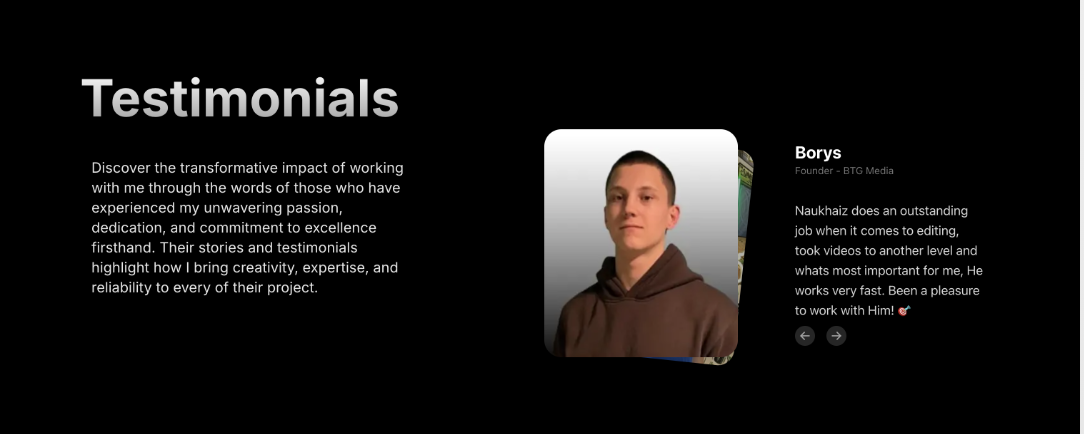 Testimonials
Discover the transformative impact of working
with me through the words of those who have
experienced my unwavering passion,
dedication, and commitment to excellence
firsthand. Their stories and testimonials
highlight how I bring creativity, expertise, and
reliability to every of their project.
Borys
Founder - BTG Media
Naukhaiz does an outstanding
job when it comes to editing,
took videos to another level and
whats most important for me, He
works very fast. Been a pleasure
to work with Him! 🎯